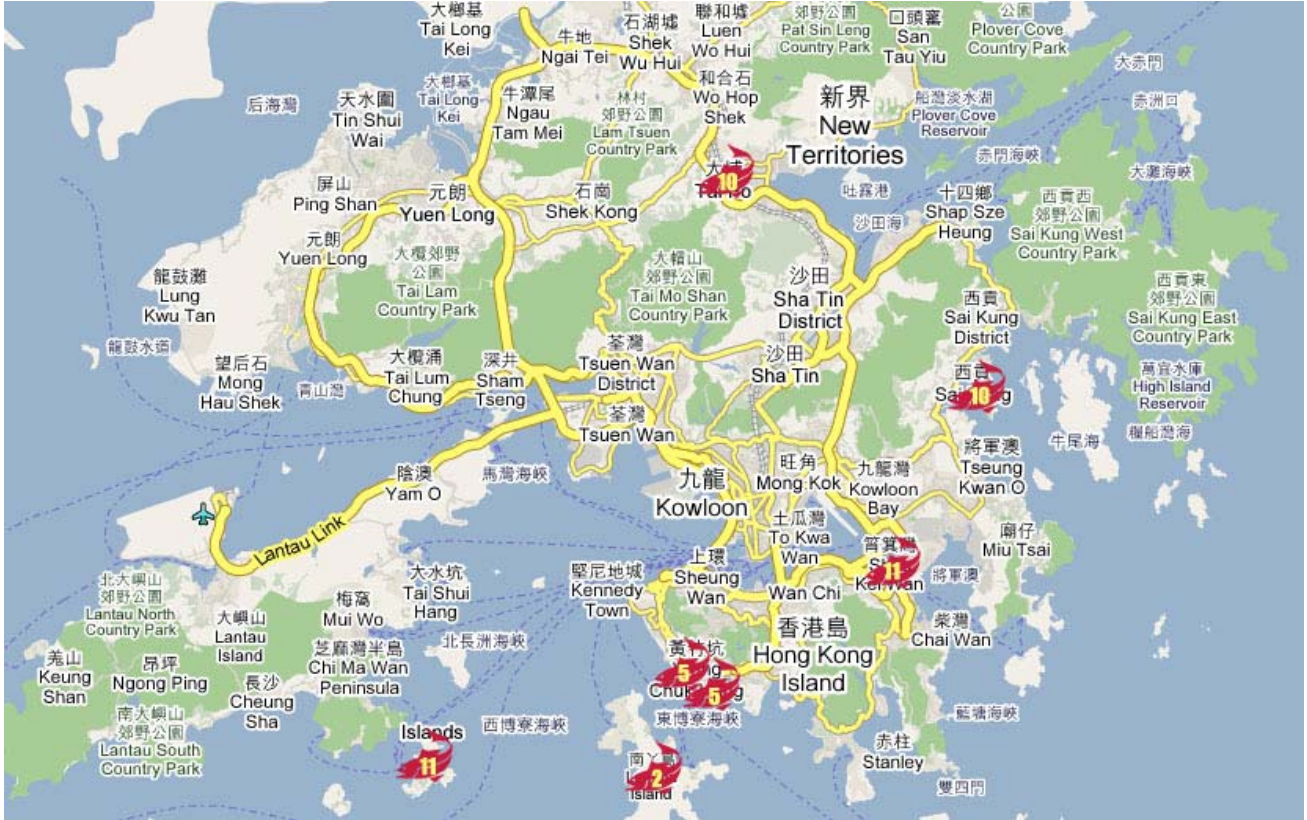 大榔基
Tai Long
Kei
牛地
Ngai Tei
石湖墟
Shek
Wu Hui
聯和墟
Luen
Wo Hui
郊野公園
Pat Sin Leng
Country Park
San
Tau Yiu
公園
Plover Cove
Country Park
大赤門
赤洲口
后海灣
天水圍
Tin Shui
Wai
大榔基
Tai Long
Kei
牛潭尾
Ngau
Tam Mei
林村
郊野公園
Lam Tsuen
Country Park
和合石
Wo Hop
Shek
新界
New
Territories
船灣淡水湖
Plover Cove
Reservoir
赤門海峽
大灘海峽
屏山
Ping Shan
元朗
Yuen Long
石崗
Shek Kong
10
吐露港
沙田海
十四鄉
Shap Sze
Heung
西貢西
郊野公園
Sai Kung West
Country Park
元朗
Yuen Long
大欖郊野
公園
Tai Lam
Country Park
大帽山
郊野公園
Tai Mo Shan
Country Park
沙田
Sha Tin
District
西貢
Sai Kung
District
西貢東
郊野公園
Sai Kung East
Country Park
龍鼓灘
Lung
Kwu Tan
龍鼓水道
望后石
Mong
Hau Shek
青山灣
大欖涌
Tai Lum
Chung
深井
Sham
Tseng
荃灣
Tsuen Wan
District
沙田
Sha Tin
西貢
10
萬宜水庫
High Island
Reservoir
荃灣
Tsuen Wan
牛尾海
糧船灣海
陰澳
Yam O
馬灣海峽
九龍
Kowloon
旺角
Mong Kok
九龍灣
Kowloon
Bay
將軍澳
Tseung
Kwan O
Lantau Link
土瓜灣
To Kwa
Wan
筲箕灣
Kei Wan
11
廟仔
Miu Tsai
將軍澳
北大嶼山
郊野公園
Lantau North
Country Park
大嶼山
Lantau
Island
梅窩
Mui Wo
大水坑
Tai Shui
Hang
堅尼地城
Kennedy
Town
上環
Sheung
Wan
Wan Chi
柴灣
Chai Wan
羗山
Keung
Shan
昂坪
Ngong Ping
長沙
Cheung
Sha
芝麻灣半島
Chi Ma Wan
Peninsula
北長洲海峽
黃竹坑
5
5
香港島
Hong Kong
Island
南大嶼山
郊野公園
Lantau South
Country Park
Islands
11
西博寮海峽
東博寮海峽
南丫島
Island
2
赤柱
Stanley
藍塘海峽
雙四門